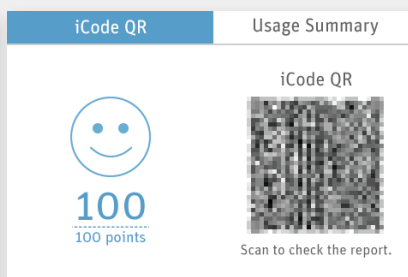 iCode QR
Usage Summary
iCode QR
100
100 points
Scan to check the report.